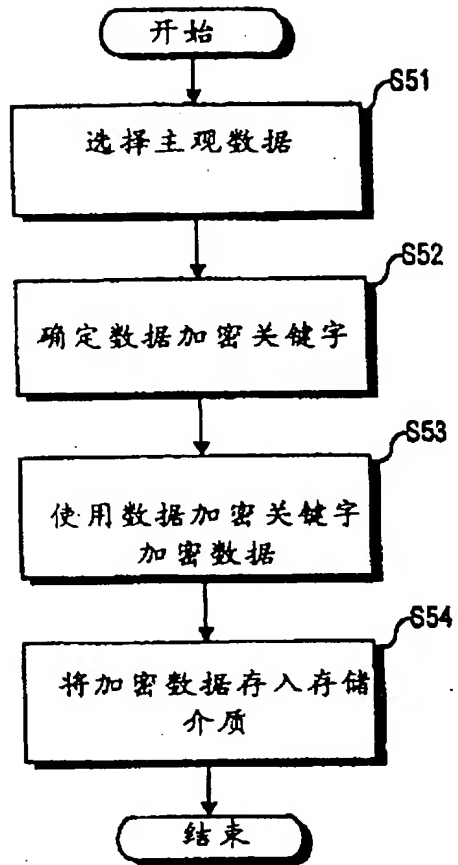 开始
S51
选择主观数据
S52
确定数据加密关键字
S53
使用数据加密关键字
加密数据
S54
将加密数据存入存储
介质
结束